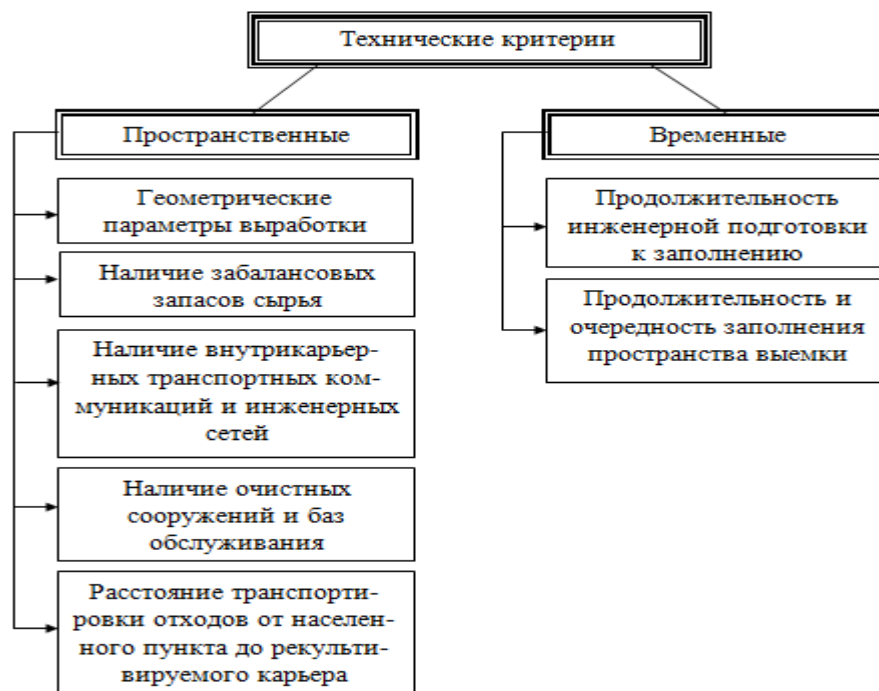 Технические критерии
Пространственные
Геометрические
параметры выработки
Наличие забалансовых
запасов сырья
Наличие внутрикарьер-
ных транспортных ком-
муникаций и инженерных
сетей
Наличие очистных
сооружений и баз
обслуживания
Расстояние транспорти-
ровки отходов от населен-
ного пункта до рекульти-
вируемого карьера
Временные
Продолжительность
инженерной подготовки
к заполнению
Продолжительность и
очередность заполнения
пространства выемки